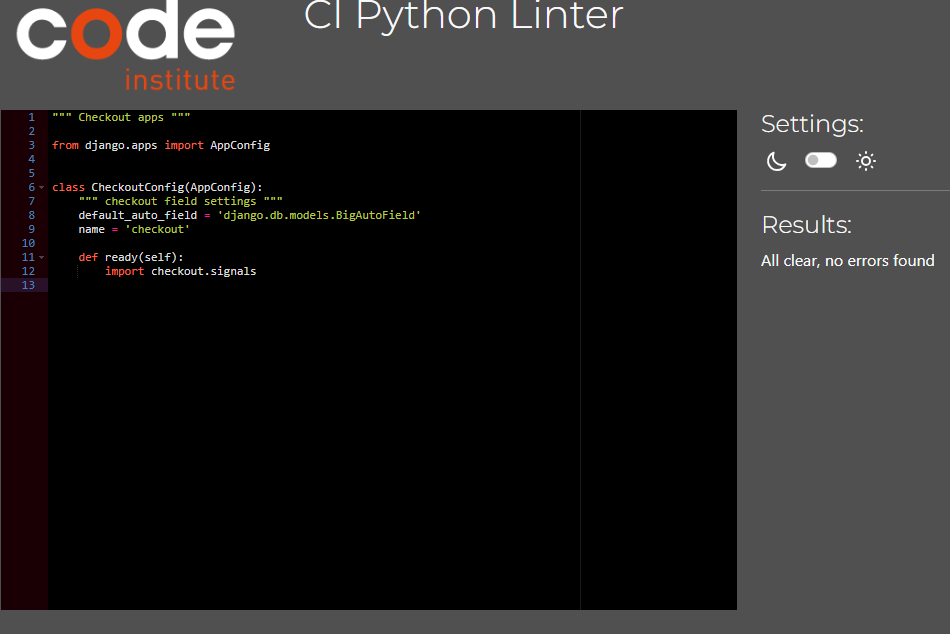 code
institute
CI Python Linter
1 """ Checkout apps """
2
3 from django.apps import AppConfig
4
5
6 class CheckoutConfig(AppConfig):
7     """ checkout field settings """
8     default_auto_field = 'django.db.models.BigAutoField'
9     name = 'checkout'
10
11     def ready(self):
12         import checkout.signals
13
Settings:
Results:
All clear, no errors found